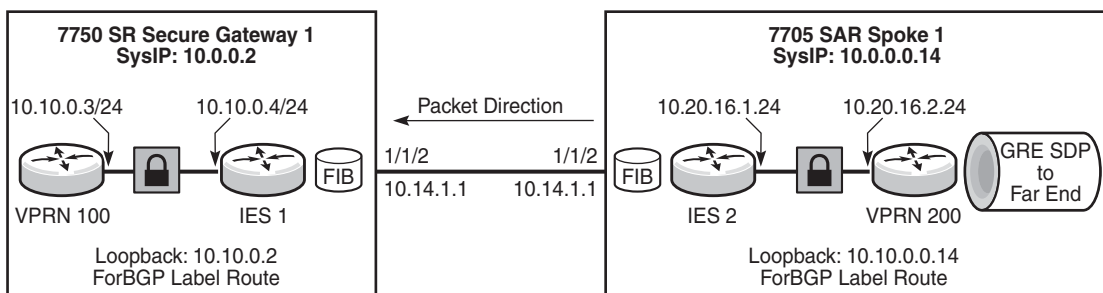 7750 SR Secure Gateway 1
SysIP: 10.0.0.2
10.10.0.3/24
10.10.0.4/24
VPRN 100
IES 1
FIB
Loopback: 10.10.0.2
ForBGP Label Route
Packet Direction
1/1/2
1/1/2
10.14.1.1
10.14.1.1
7705 SAR Spoke 1
SysIP: 10.0.0.0.14
10.20.16.1.24
10.20.16.2.24
FIB
IES 2
VPRN 200
GRE SDP
to
Far End
Loopback: 10.10.0.0.14
ForBGP Label Route